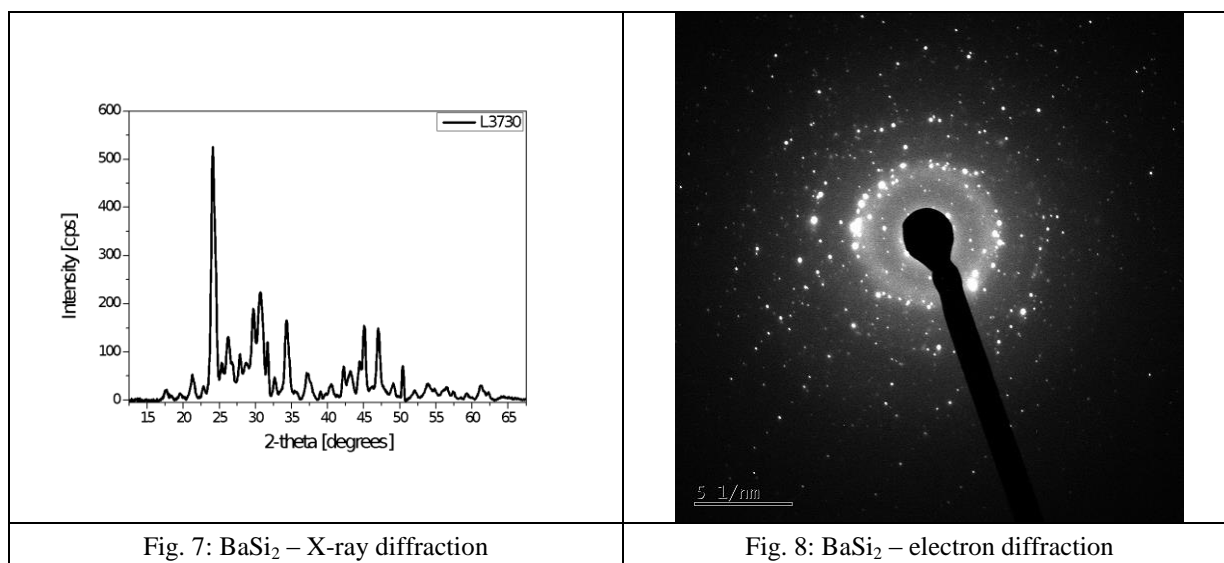 600
L3730
500
400
300
200
100
0
Intensity [cps]
15 20 25 30 35 40 45 50 55 60 65
2-theta [degrees]
5 1/nm
Fig. 7: BaSi₂ – X-ray diffraction
Fig. 8: BaSi₂ – electron diffraction